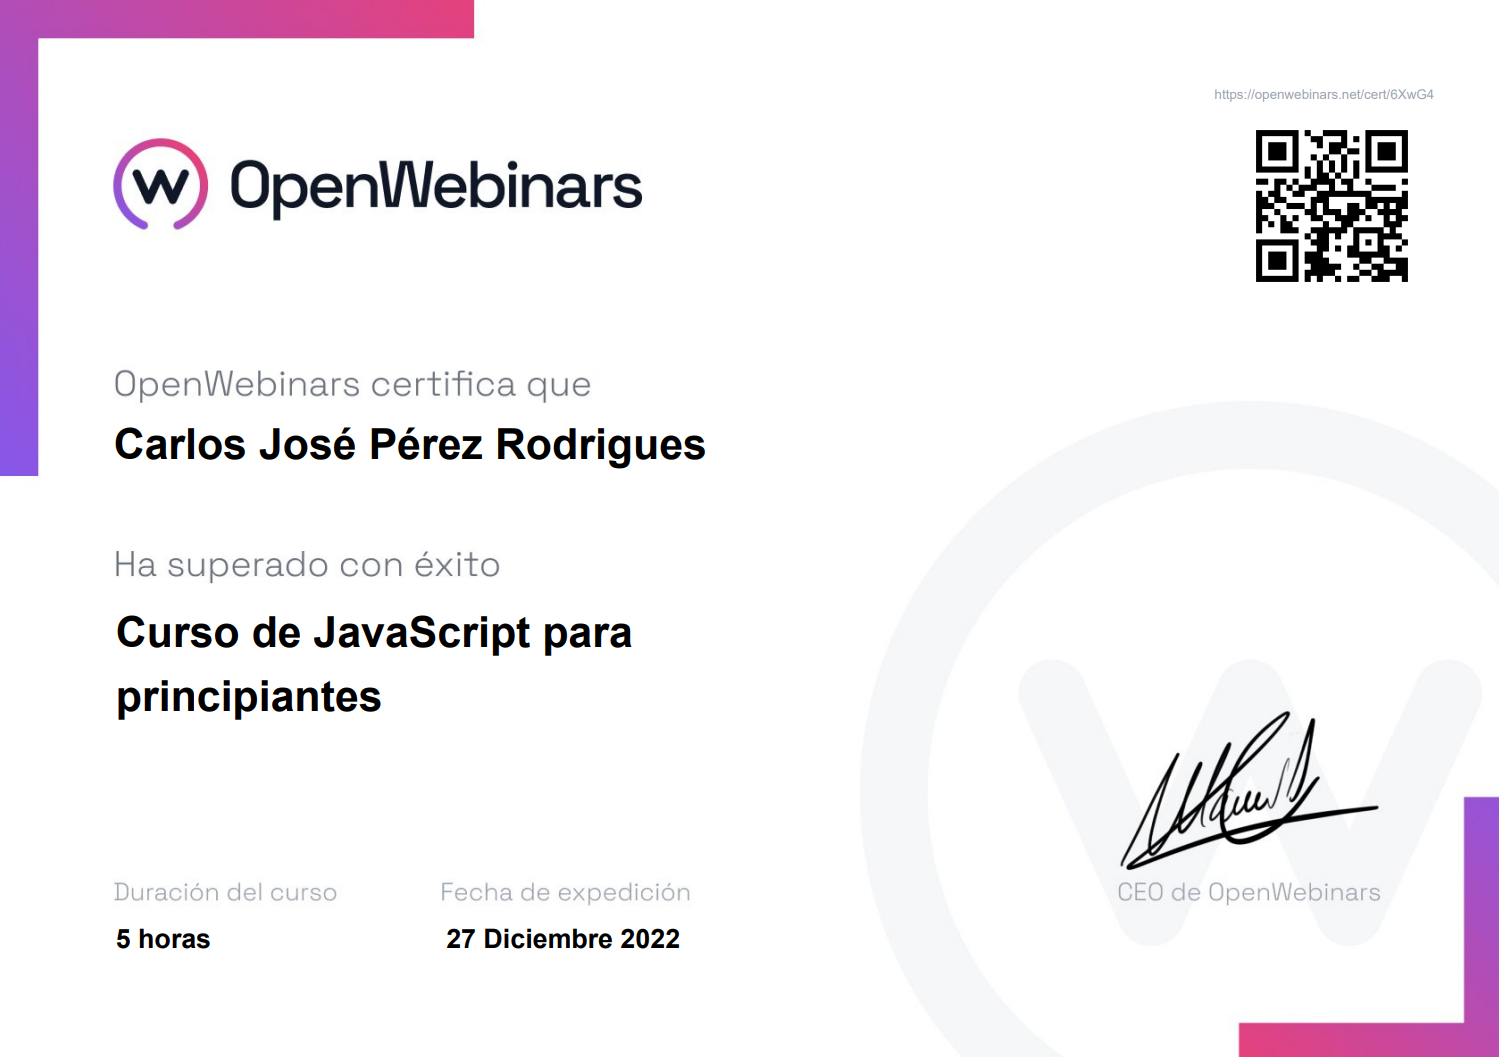 https://openwebinars.net/cert/6XwG4
OpenWebinars
OpenWebinars certifica que
Carlos José Pérez Rodrigues
Ha superado con éxito
Curso de JavaScript para
principiantes
Duración del curso
5 horas
Fecha de expedición
27 Diciembre 2022
CEO de OpenWebinars